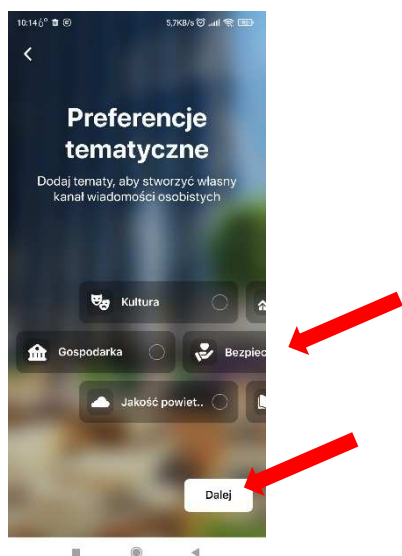 10:14
5,7KB/s
Preferencje
tematyczne
Dodaj tematy, aby stworzyć własny
kanał wiadomości osobistych
Kultura
Gospodarka
Bezpiec
Jakość powiet..
Dalej